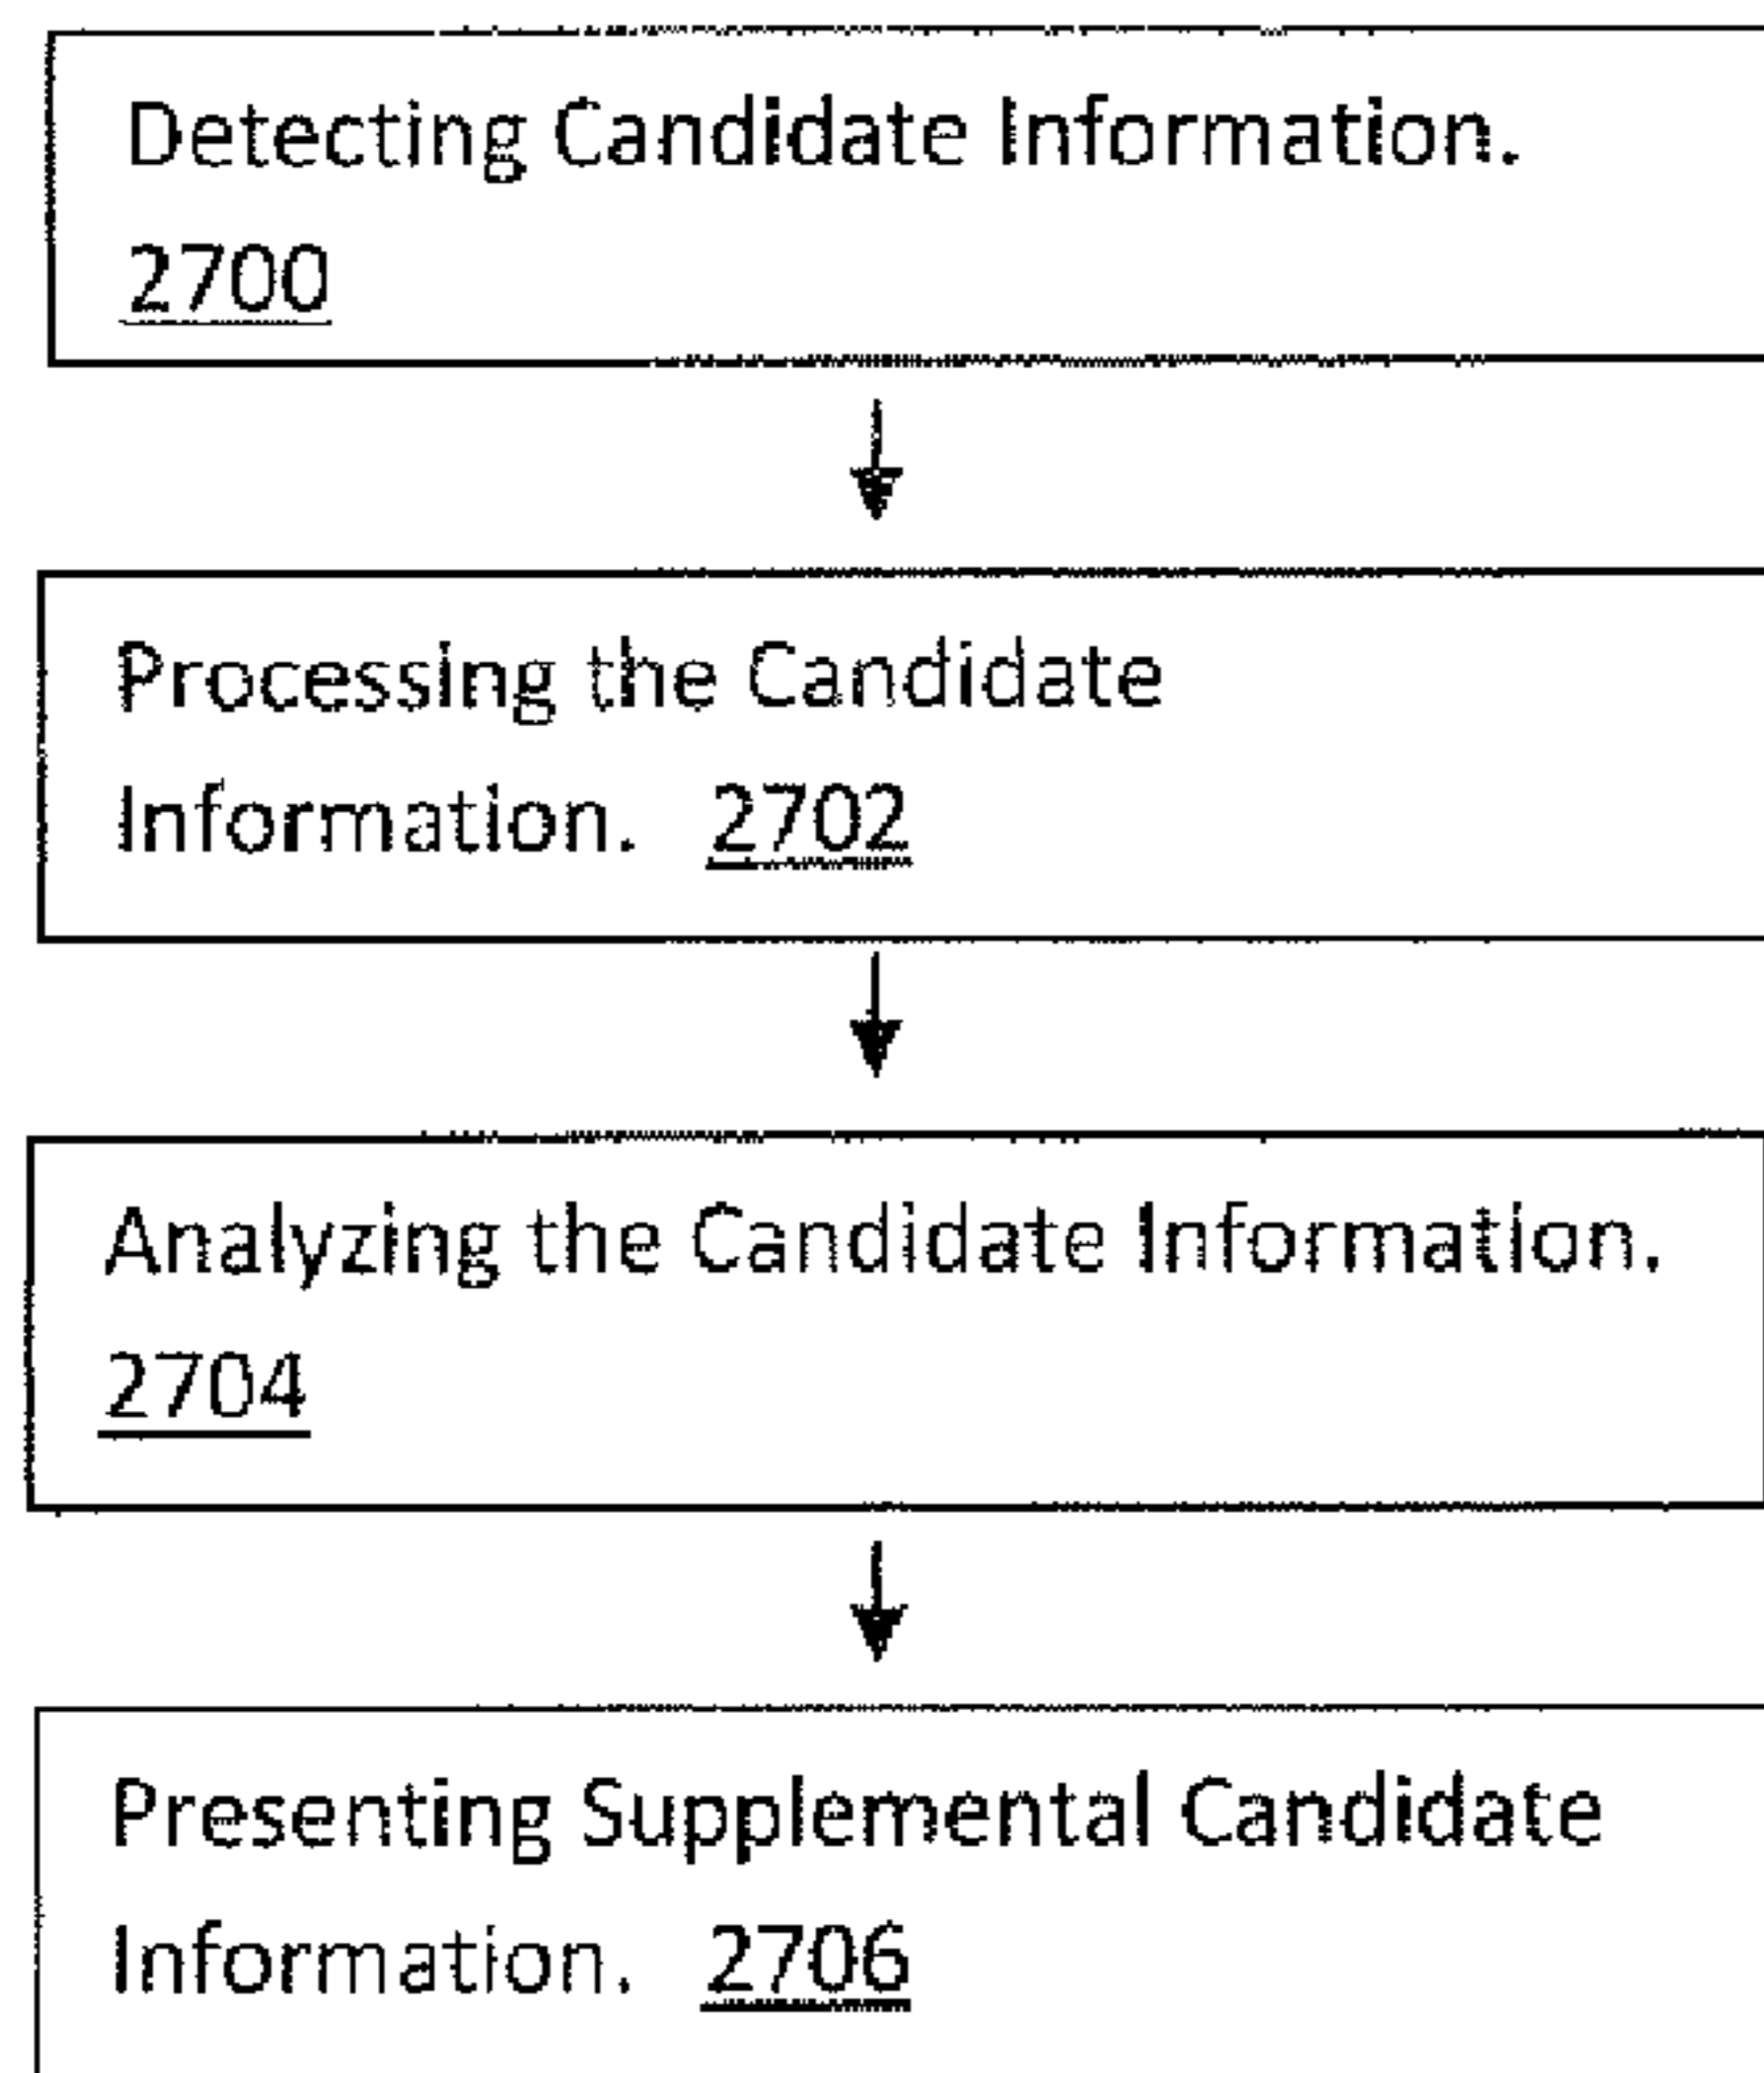 Detecting Candidate Information.
2700
Processing the Candidate
Information. 2702
Analyzing the Candidate Information.
2704
Presenting Supplemental Candidate
Information. 2706